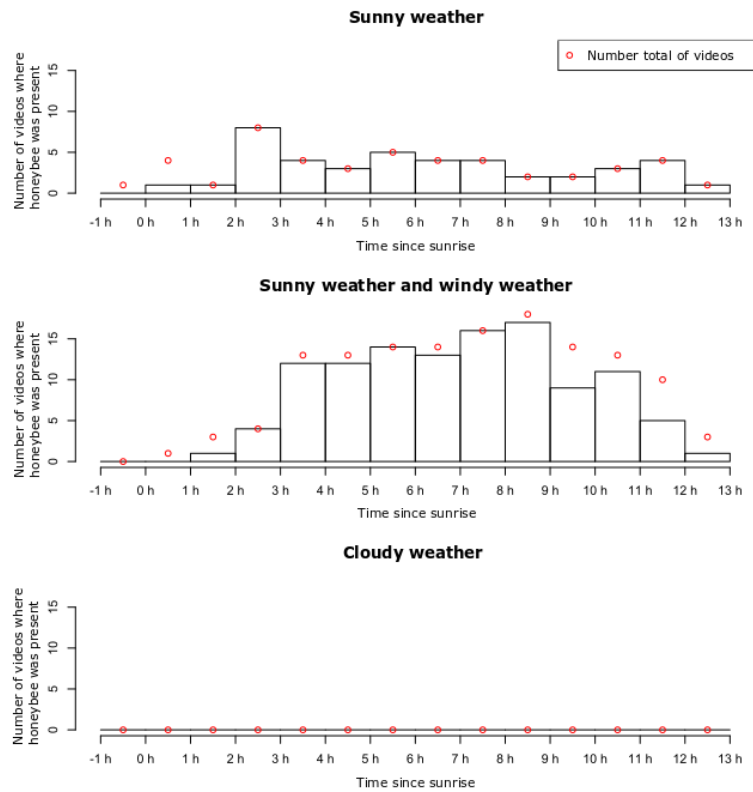 Sunny weather
Number total of videos
Number of videos where
honeybee was present
0 5 10 15
-1 h 0 h 1 h 2 h 3 h 4 h 5 h 6 h 7 h 8 h 9 h 10 h 11 h 12 h 13 h
Time since sunrise
Sunny weather and windy weather
Number of videos where
honeybee was present
0 5 10 15
-1 h 0 h 1 h 2 h 3 h 4 h 5 h 6 h 7 h 8 h 9 h 10 h 11 h 12 h 13 h
Time since sunrise
Cloudy weather
Number of videos where
honeybee was present
0 5 10 15
-1 h 0 h 1 h 2 h 3 h 4 h 5 h 6 h 7 h 8 h 9 h 10 h 11 h 12 h 13 h
Time since sunrise